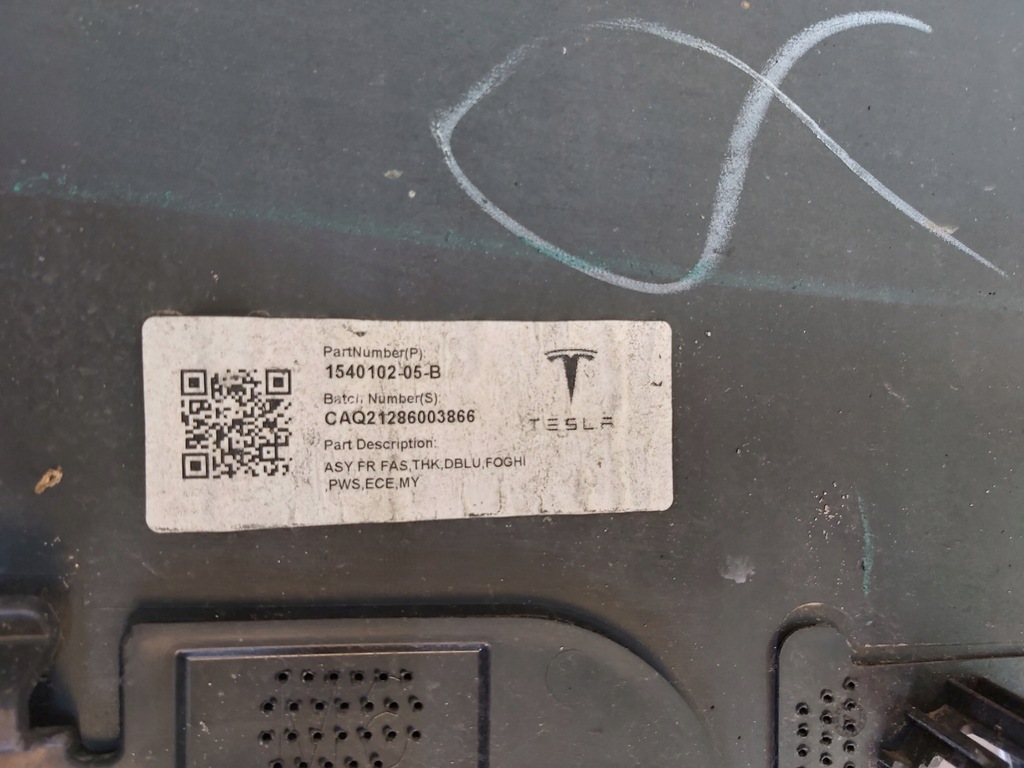 PartNumber(P):
1540102-05-B
Batch Number(S):
CAQ21286003866
Part Description:
ASY FR FAS,THK,DBLU,FOGHI
,PWS,ECE,MY
TESLA